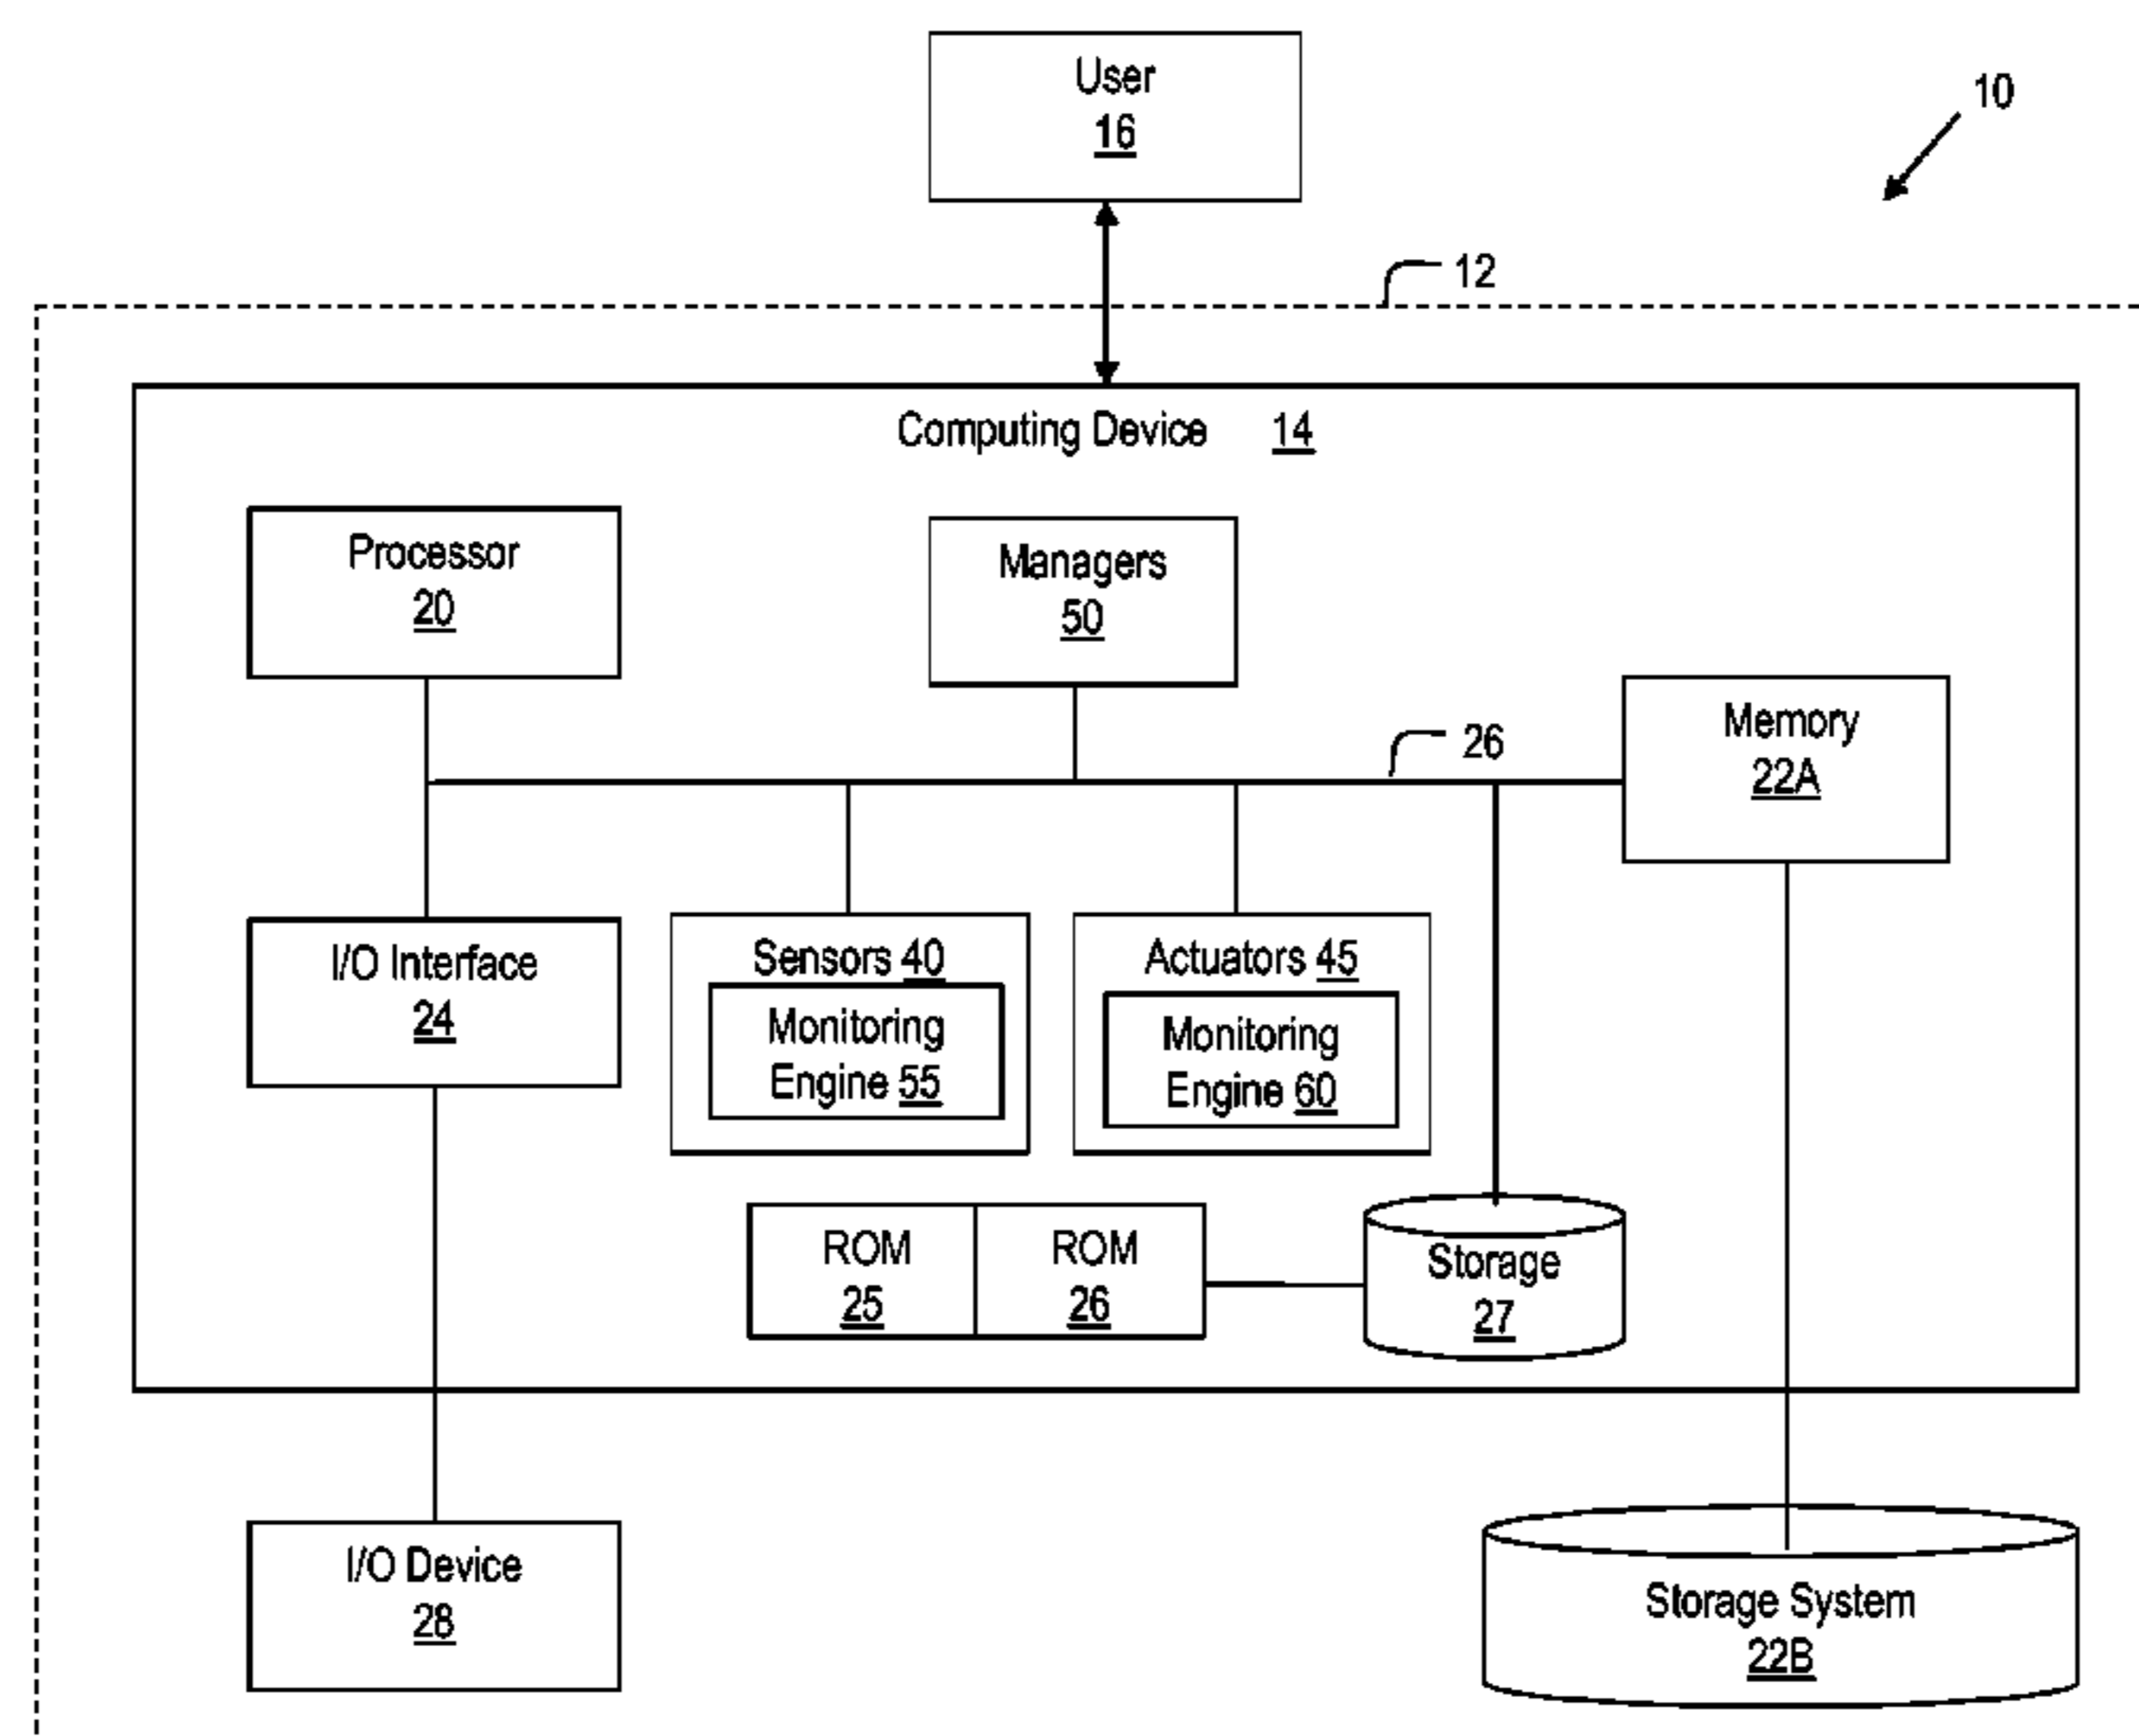 User
16
10
12
Computing Device 14
Processor
20
Managers
50
Memory
22A
26
I/O Interface
24
Sensors 40
Monitoring
Engine 55
Actuators 45
Monitoring
Engine 60
ROM
25
ROM
26
Storage
27
I/O Device
28
Storage System
22B